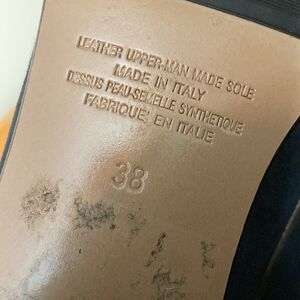 LEATHER UPPER-MAN MADE SOLE
MADE IN ITALY
DESSUS PEAU-SEMELLE SYNTHETIQUE
FABRIQUE' EN ITALIE
38